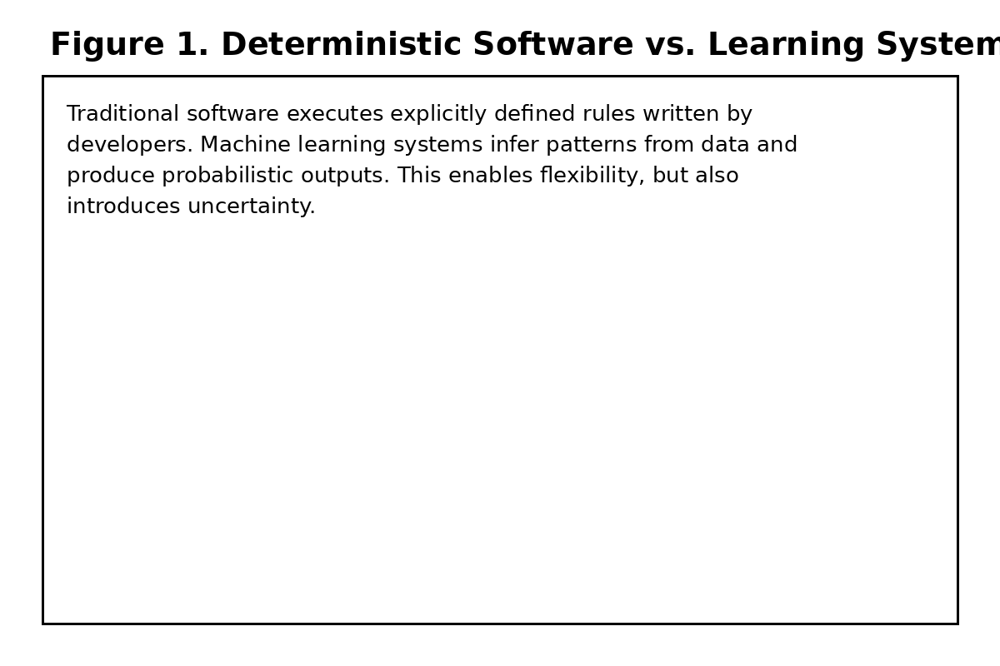 Figure 1. Deterministic Software vs. Learning System
Traditional software executes explicitly defined rules written by
developers. Machine learning systems infer patterns from data and
produce probabilistic outputs. This enables flexibility, but also
introduces uncertainty.